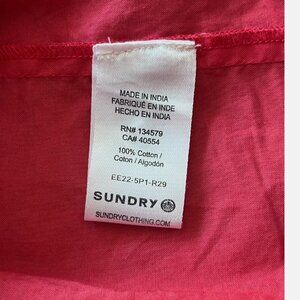 MADE IN INDIA
FABRIQUÉ EN INDE
HECHO EN INDIA
RN# 134579
CA# 40554
100% Cotton /
Coton / Algodón
EE22-5P1-R29
SUNDRY
SUNDRYCLOTHING.COM